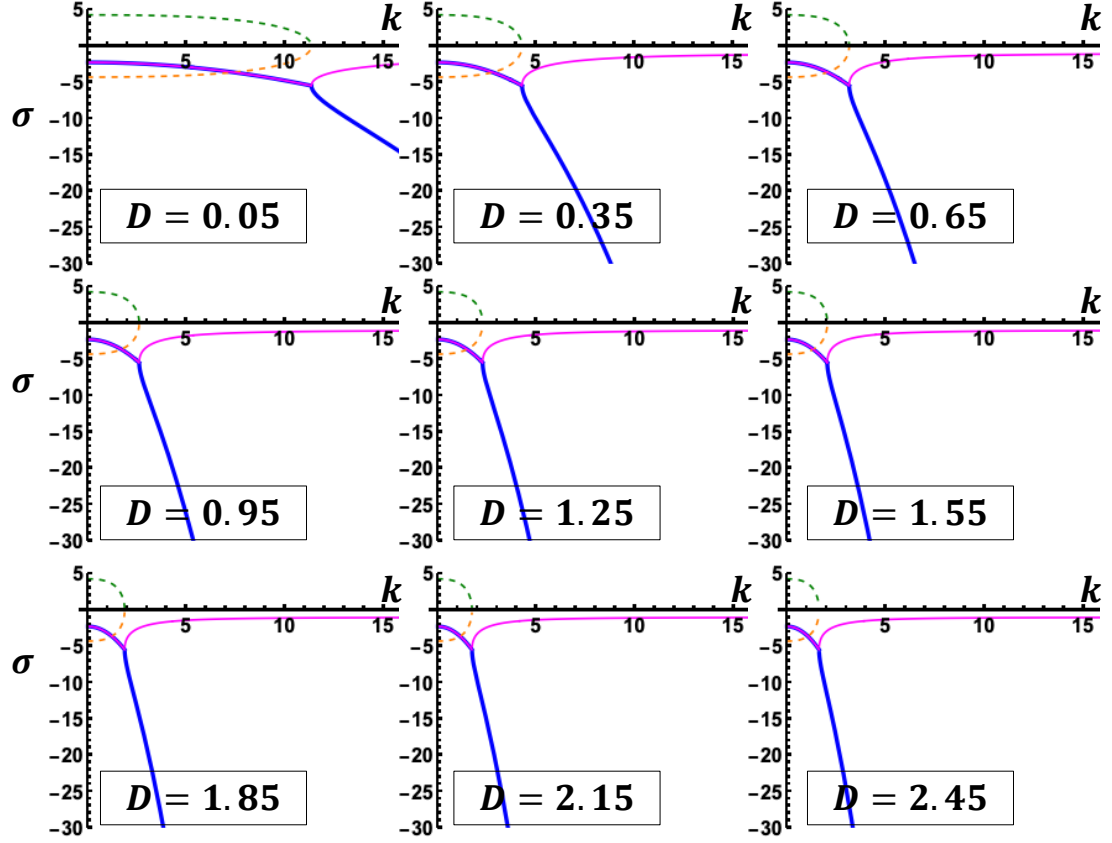 5 k 5 k 5 k
5 10 15 5 10 15 5 10 15
−5 −5 −5
σ −10 −10 −10
−15 −15 −15
−20 −20 −20
D = 0.05 D = 0.35 D = 0.65
−25 −25 −25
−30 −30 −30
5 k 5 k 5 k
5 10 15 5 10 15 5 10 15
−5 −5 −5
σ −10 −10 −10
−15 −15 −15
−20 −20 −20
D = 0.95 D = 1.25 D = 1.55
−25 −25 −25
−30 −30 −30
5 k 5 k 5 k
5 10 15 5 10 15 5 10 15
−5 −5 −5
σ −10 −10 −10
−15 −15 −15
−20 −20 −20
D = 1.85 D = 2.15 D = 2.45
−25 −25 −25
−30 −30 −30